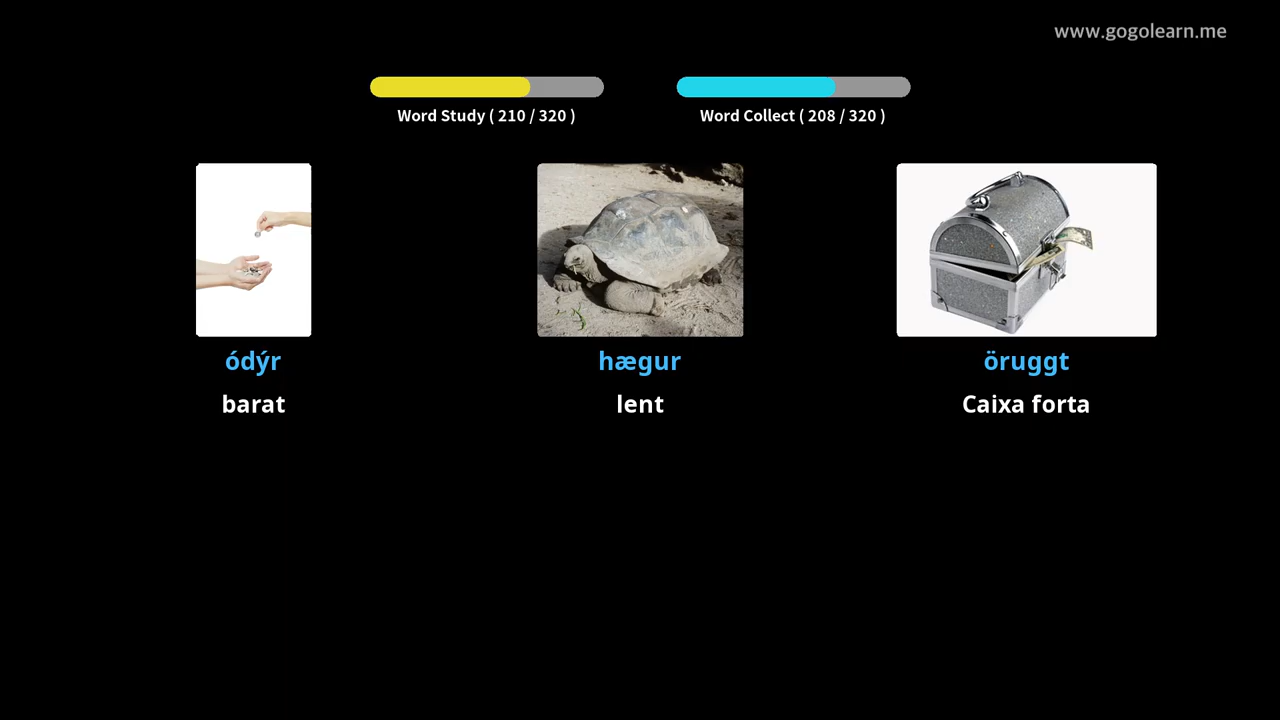 www.gogolearn.me
Word Study ( 210 / 320 )
Word Collect ( 208 / 320 )
ódýr
hægur
öruggt
barat
lent
Caixa forta